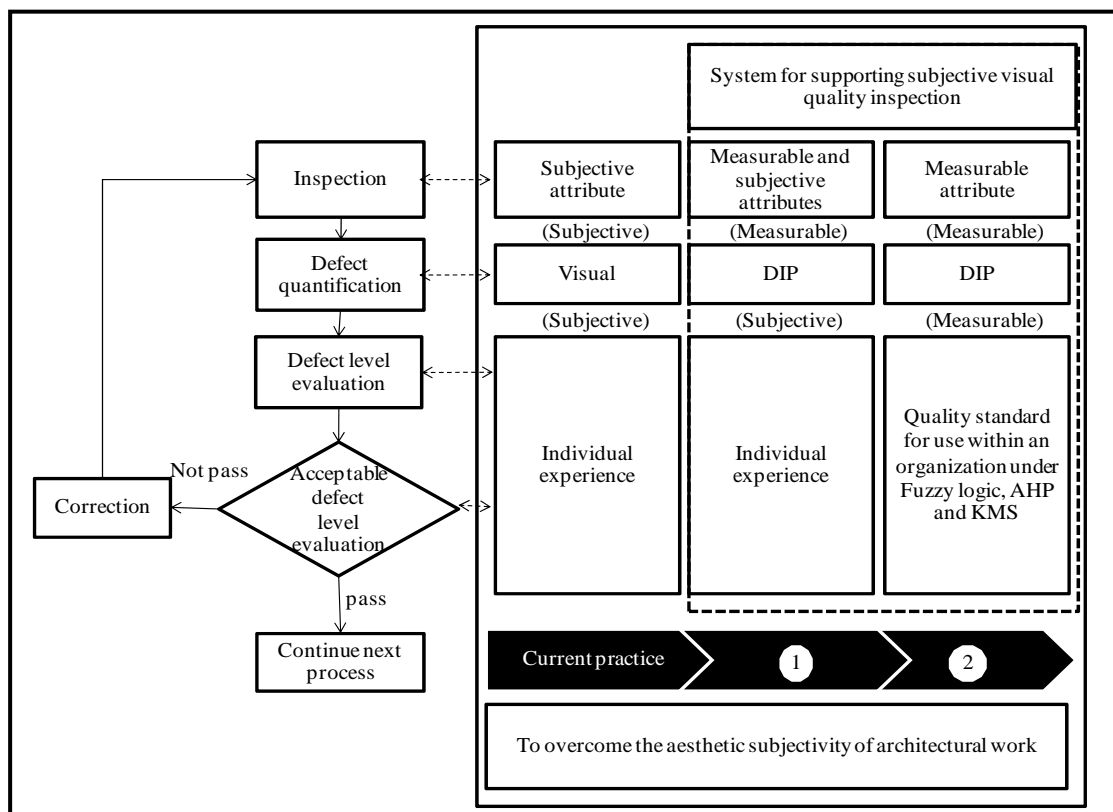 System for supporting subjective visual
quality inspection
Inspection
Subjective
attribute
Measurable and
subjective
attributes
Measurable
attribute
(Subjective)
(Measurable)
(Measurable)
Defect
quantification
Visual
DIP
DIP
(Subjective)
(Subjective)
(Measurable)
Defect level
evaluation
Individual
experience
Individual
experience
Quality standard
for use within an
organization under
Fuzzy logic, AHP
and KMS
Not pass
Acceptable
defect
level
evaluation
Correction
pass
Continue next
process
Current practice
1
2
To overcome the aesthetic subjectivity of architectural work